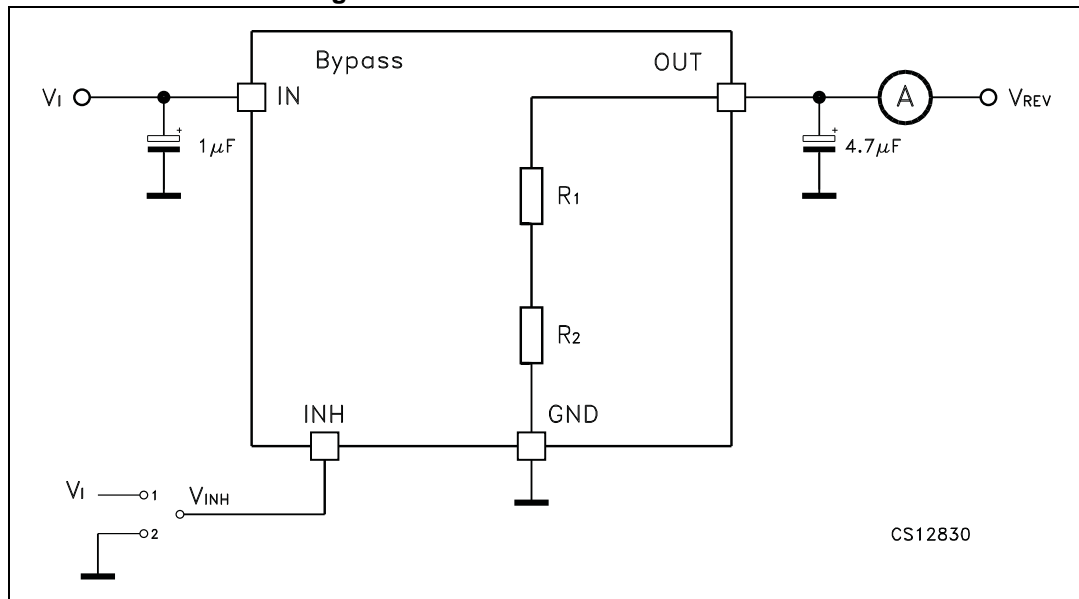 Bypass
OUT
VI
IN
A
VREV
+
1μF
+
4.7μF
R1
R2
INH
GND
VI
1
VINH
2
CS12830